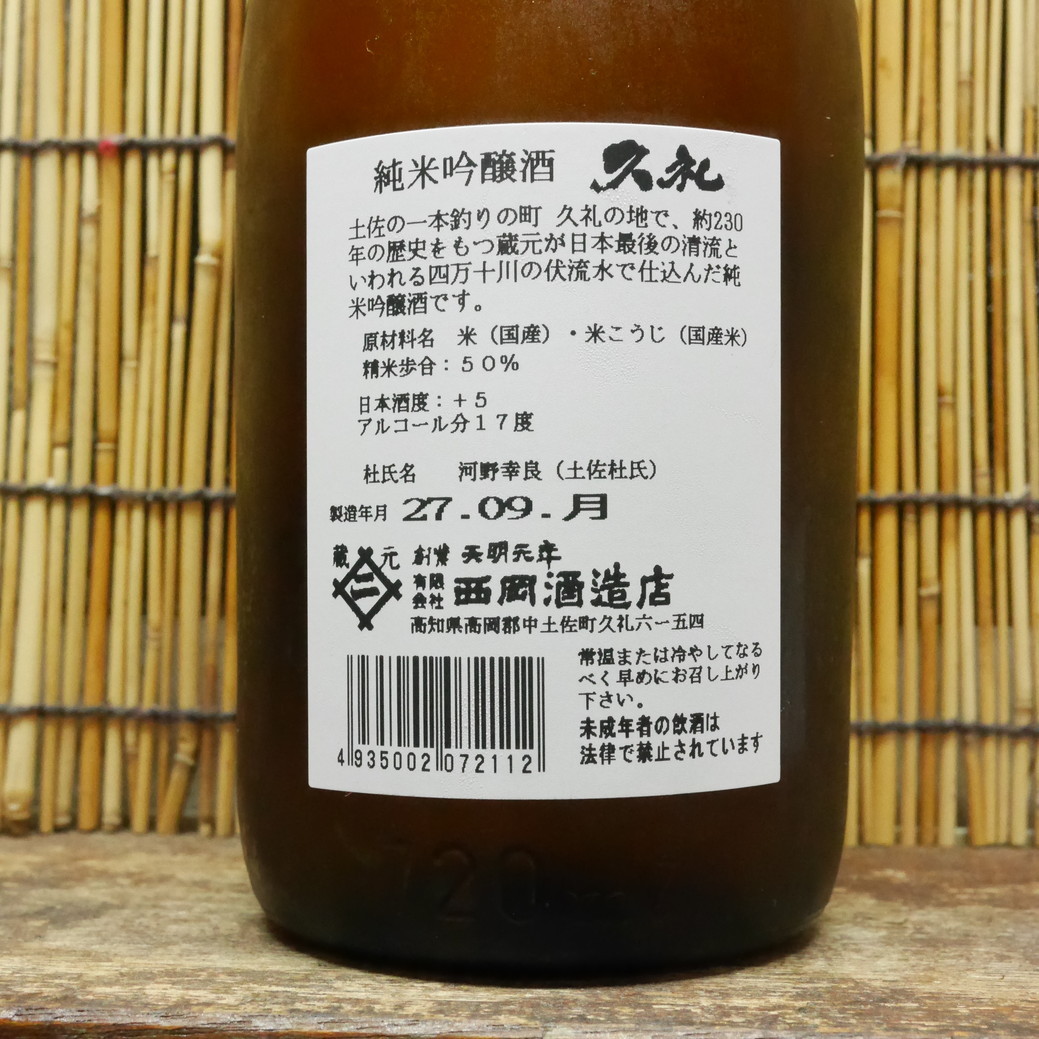 純米吟醸酒 久礼
土佐の一本釣りの町 久礼の地で、約230
年の歴史をもつ蔵元が日本最後の清流と
いわれる四万十川の伏流水で仕込んだ純
米吟醸酒です。
原材料名 米（国産）・米こうじ（国産米）
精米歩合：５０％
日本酒度：＋５
アルコール分１７度
杜氏名 河野幸良（土佐杜氏）
製造年月 27.09.月
蔵元 創業 天明元年
二 有限会社 西岡酒造店
高知県高岡郡中土佐町久礼六ー五四
常温または冷やしてなる
べく早めにお召し上がり
下さい。
未成年者の飲酒は
法律で禁止されています
4 935002 072112
720